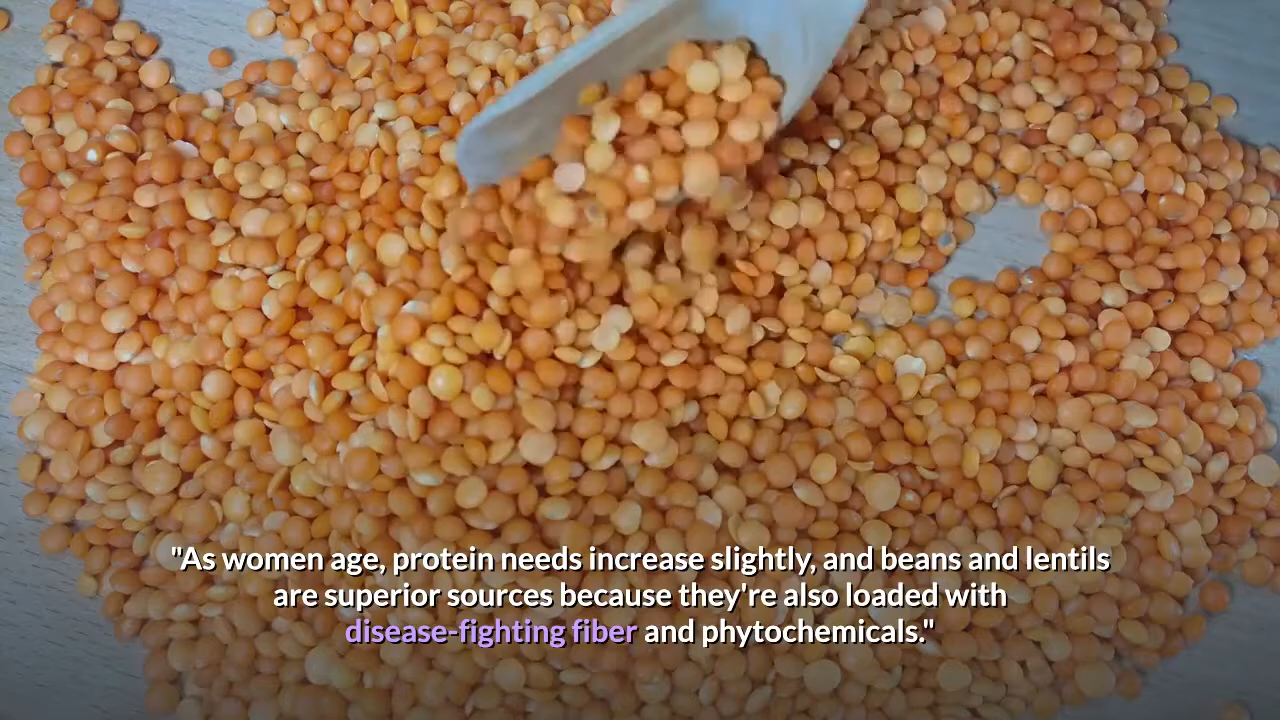 "As women age, protein needs increase slightly, and beans and lentils
are superior sources because they're also loaded with
disease-fighting fiber and phytochemicals."